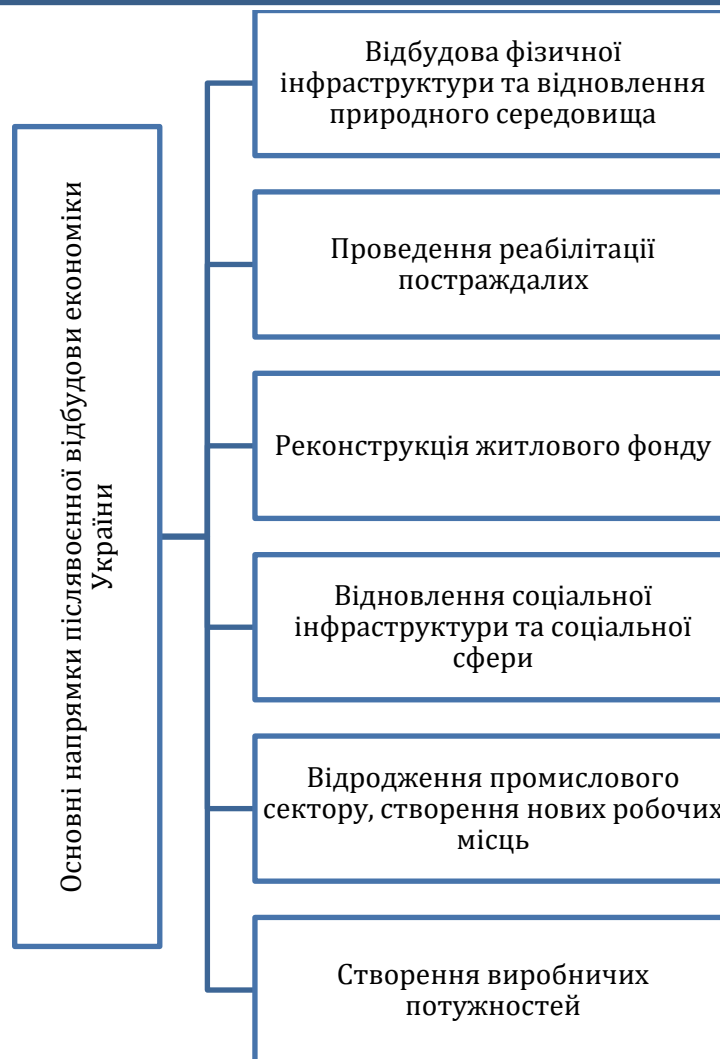 Основні напрямки післявоєнної відбудови економіки
України
Відбудова фізичної
інфраструктури та відновлення
природного середовища
Проведення реабілітації
постраждалих
Реконструкція житлового фонду
Відновлення соціальної
інфраструктури та соціальної
сфери
Відродження промислового
сектору, створення нових робочих
місць
Створення виробничих
потужностей